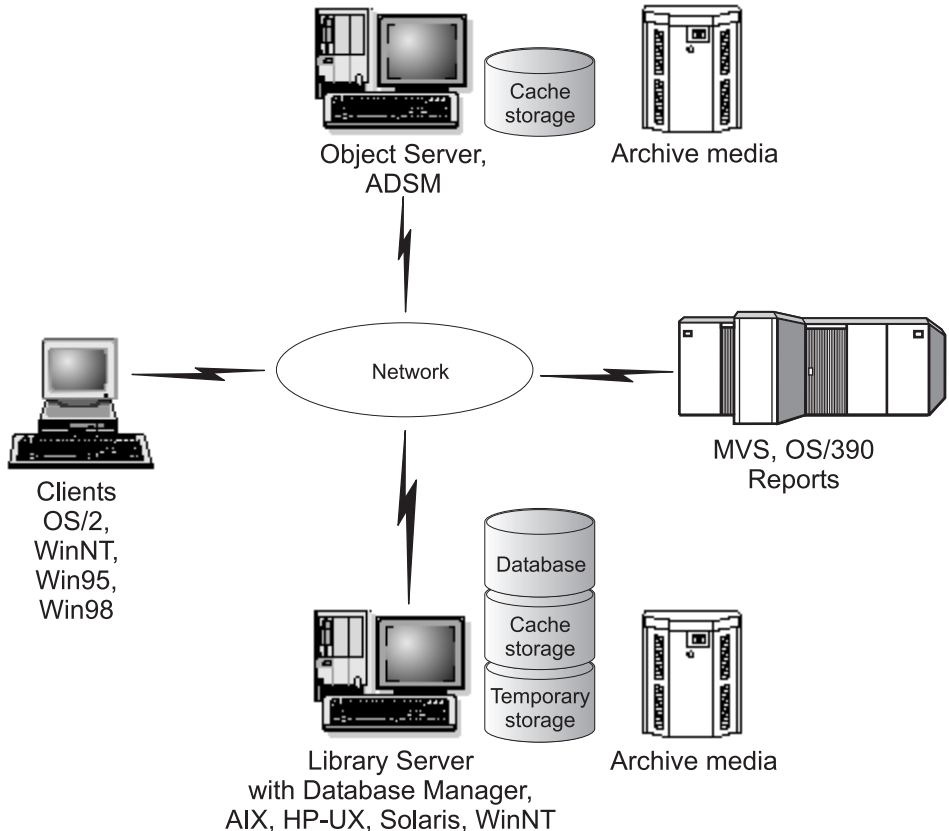 Cache
storage
Object Server,
ADSM
Archive media
Network
Clients
OS/2,
WinNT,
Win95,
Win98
MVS, OS/390
Reports
Database
Cache
storage
Temporary
storage
Library Server
with Database Manager,
AIX, HP-UX, Solaris, WinNT
Archive media